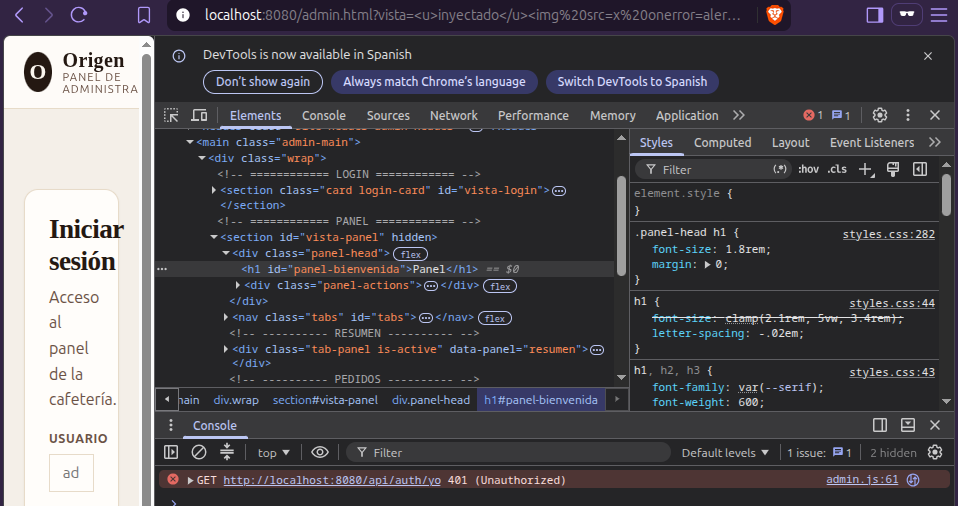 localhost:8080/admin.html?vista=<u>inyectado</u><img%20src=x%20onerror=aler…
O
Origen
PANEL DE
ADMINISTRA
Iniciar
sesión
Acceso
al
panel
de la
cafetería.
USUARIO
ad
DevTools is now available in Spanish
Don't show again
Always match Chrome's language
Switch DevTools to Spanish
Elements
Console
Sources
Network
Performance
Memory
Application
1
1
<main class="admin-main">
<div class="wrap">
<!-- ============ LOGIN ============ -->
<section class="card login-card" id="vista-login">
</section>
<!-- ============ PANEL ============ -->
<section id="vista-panel" hidden>
<div class="panel-head"> flex
<h1 id="panel-bienvenida">Panel</h1> == $0
<div class="panel-actions">…</div> flex
</div>
<nav class="tabs" id="tabs">…</nav> flex
<!-- ---------- RESUMEN ---------- -->
<div class="tab-panel is-active" data-panel="resumen">
</div>
<!-- ---------- PEDIDOS ---------- -->
main
div.wrap
section#vista-panel
div.panel-head
h1#panel-bienvenida
Styles
Computed
Layout
Event Listeners
Filter
:hov
.cls
element.style {
}
.panel-head h1 {
styles.css:282
font-size: 1.8rem;
margin: 0;
}
h1 {
styles.css:44
font-size: clamp(2.1rem, 5vw, 3.4rem);
letter-spacing: -.02em;
}
h1, h2, h3 {
styles.css:43
font-family: var(--serif);
font-weight: 600;
Console
top
Filter
Default levels
1 issue: 1
2 hidden
GET http://localhost:8080/api/auth/yo 401 (Unauthorized)
admin.js:61